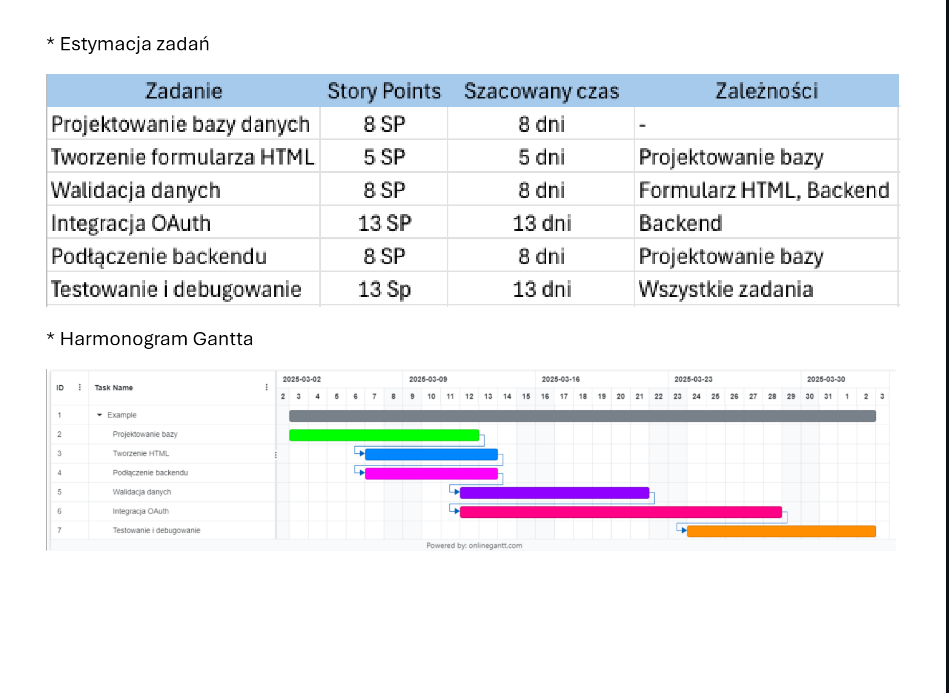 * Estymacja zadań
Zadanie Story Points Szacowany czas Zależności
Projektowanie bazy danych 8 SP 8 dni -
Tworzenie formularza HTML 5 SP 5 dni Projektowanie bazy
Walidacja danych 8 SP 8 dni Formularz HTML, Backend
Integracja OAuth 13 SP 13 dni Backend
Podłączenie backendu 8 SP 8 dni Projektowanie bazy
Testowanie i debugowanie 13 Sp 13 dni Wszystkie zadania
* Harmonogram Gantta
ID Task Name 2025-03-02 2025-03-09 2025-03-16 2025-03-23 2025-03-30
2 3 4 5 6 7 8 9 10 11 12 13 14 15 16 17 18 19 20 21 22 23 24 25 26 27 28 29 30 31 1 2 3
1 Example
2 Projektowanie bazy
3 Tworzenie HTML
4 Podłączenie backendu
5 Walidacja danych
6 Integracja OAuth
7 Testowanie i debugowanie
Powered by: onlinegantt.com